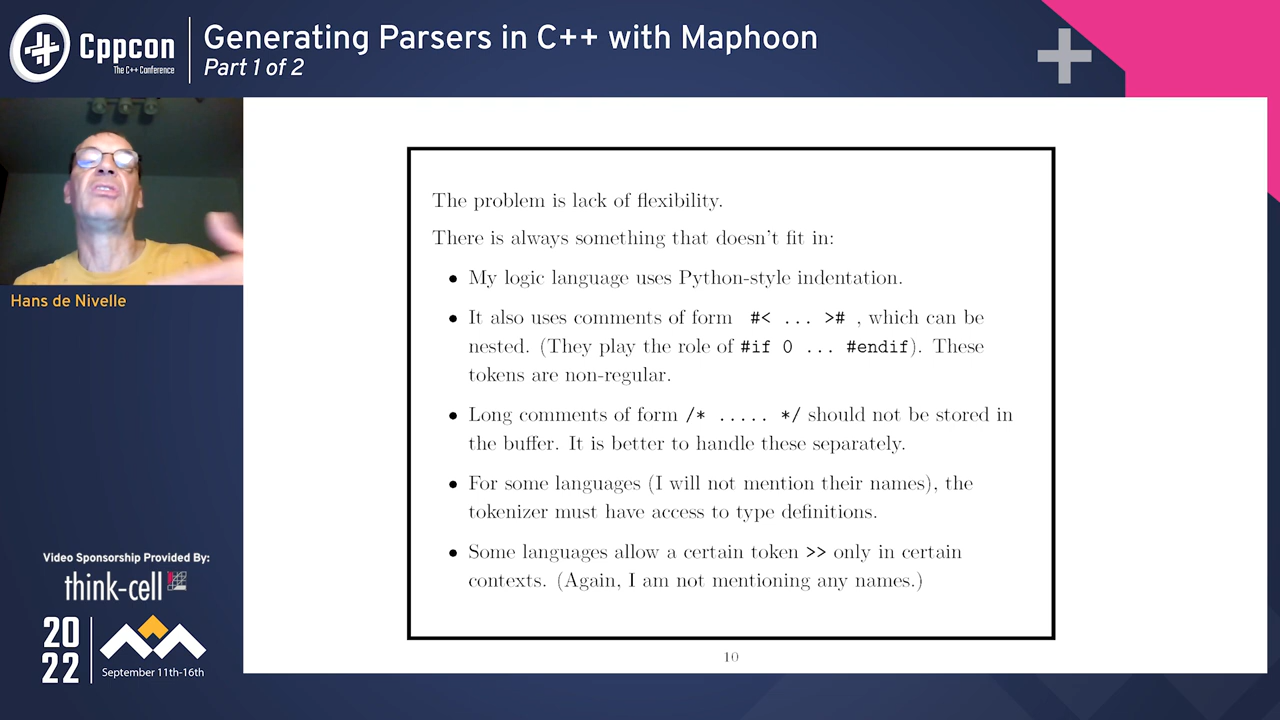 Cppcon
The C++ Conference
Generating Parsers in C++ with Maphoon
Part 1 of 2
Hans de Nivelle
The problem is lack of flexibility.
There is always something that doesn't fit in:
• My logic language uses Python-style indentation.
• It also uses comments of form #< ... ># , which can be
nested. (They play the role of #if 0 ... #endif). These
tokens are non-regular.
• Long comments of form /* ..... */ should not be stored in
the buffer. It is better to handle these separately.
• For some languages (I will not mention their names), the
tokenizer must have access to type definitions.
• Some languages allow a certain token >> only in certain
contexts. (Again, I am not mentioning any names.)
10
Video Sponsorship Provided By:
think-cell
20
22
September 11th-16th